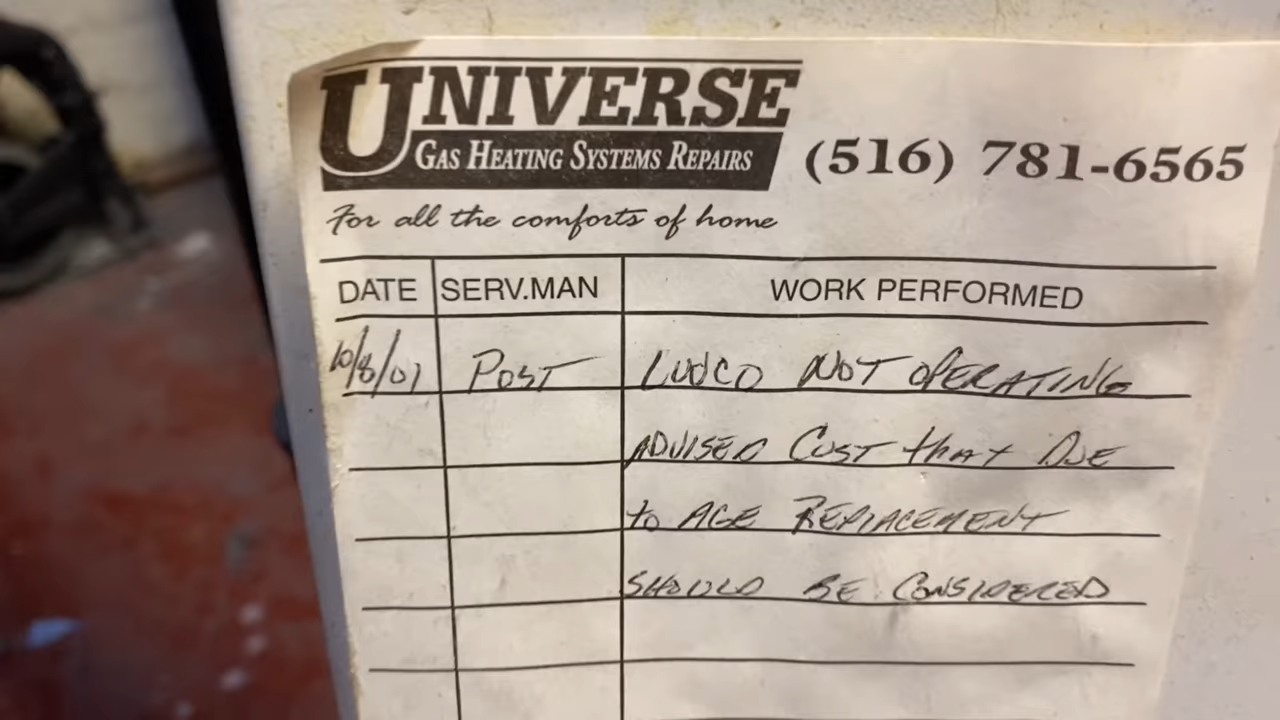 UNIVERSE
GAS HEATING SYSTEMS REPAIRS
(516) 781-6565
For all the comforts of home
DATE SERV.MAN WORK PERFORMED
10/8/01 POST LWCO NOT OPERATING
ADVISED CUST thAt DUE
to AGE REPLACEMENT
SHOULD BE CONSIDERED